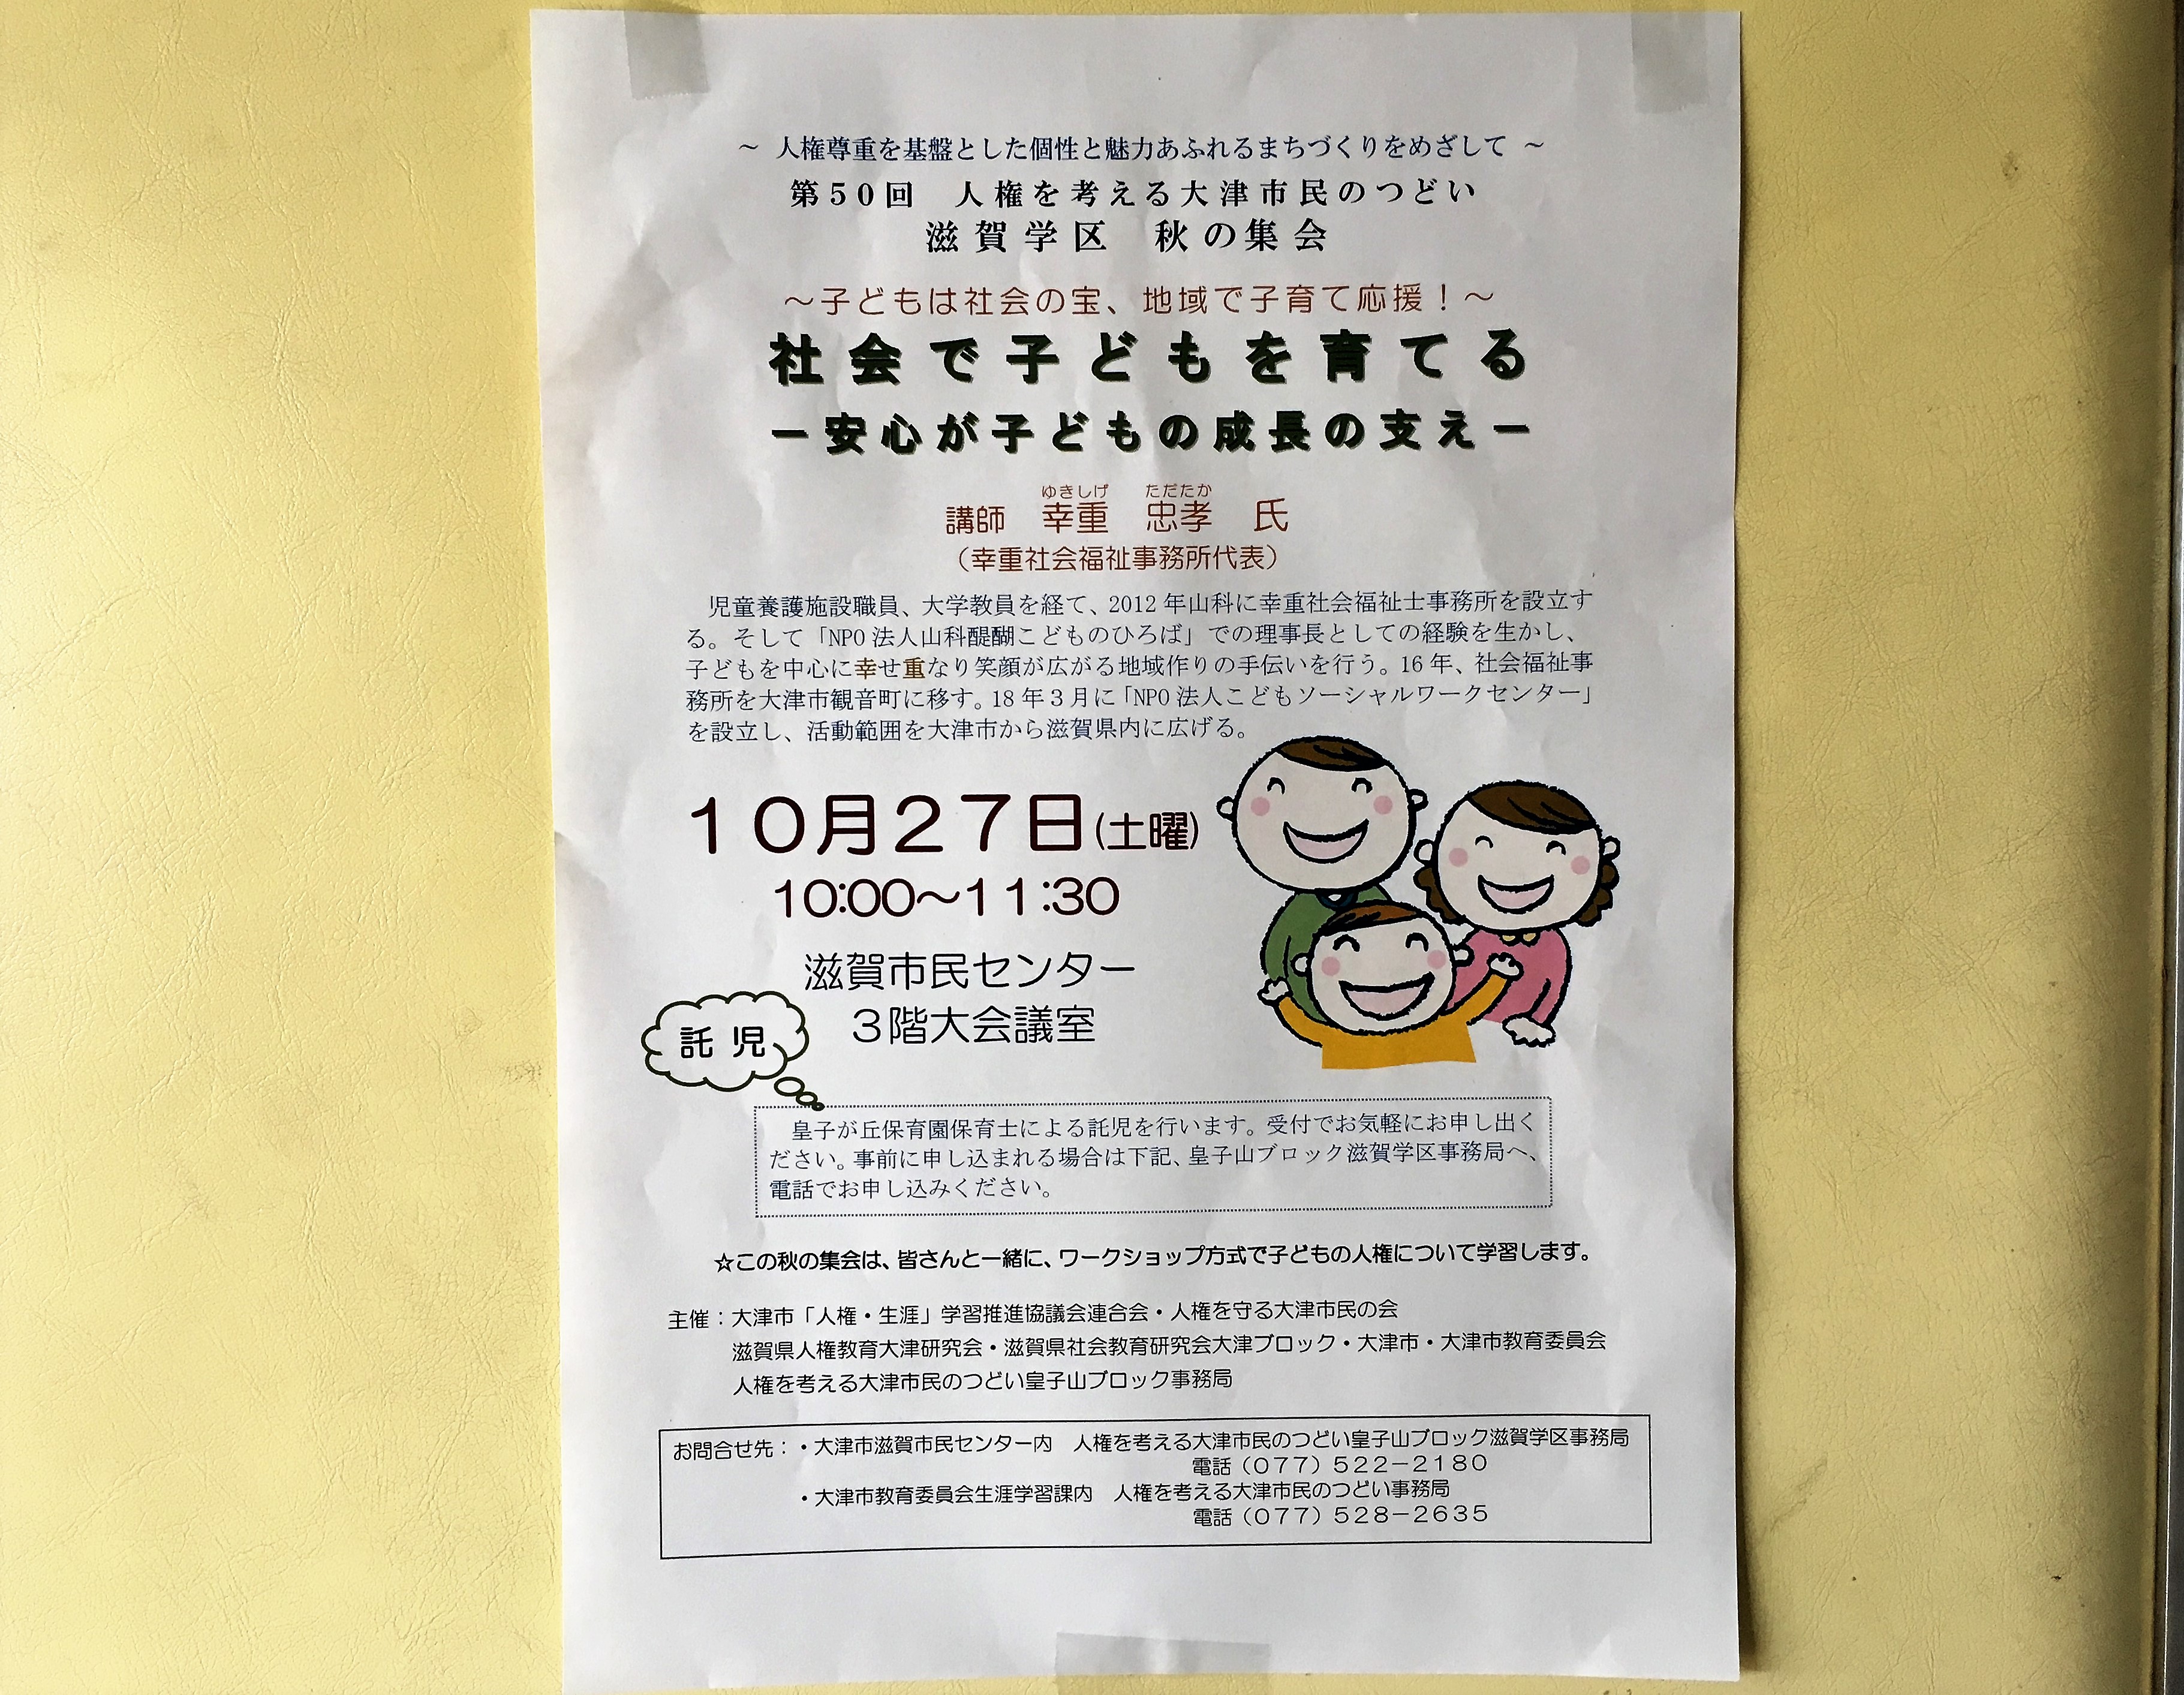 ～ 人権尊重を基盤とした個性と魅力あふれるまちづくりをめざして ～
第50回 人権を考える大津市民のつどい
滋賀学区 秋の集会
～子どもは社会の宝、地域で子育て応援！～
社会で子どもを育てる
－安心が子どもの成長の支え－
ゆきしげ ただたか
講師 幸重 忠孝 氏
（幸重社会福祉事務所代表）
児童養護施設職員、大学教員を経て、2012年山科に幸重社会福祉士事務所を設立す
る。そして「NPO法人山科醍醐こどものひろば」での理事長としての経験を生かし、
子どもを中心に幸せ重なり笑顔が広がる地域作りの手伝いを行う。16年、社会福祉事
務所を大津市観音町に移す。18年3月に「NPO法人こどもソーシャルワークセンター」
を設立し、活動範囲を大津市から滋賀県内に広げる。
１０月２７日(土曜)
10:00～11:30
滋賀市民センター
３階大会議室
託児
皇子が丘保育園保育士による託児を行います。受付でお気軽にお申し出く
ださい。事前に申し込まれる場合は下記、皇子山ブロック滋賀学区事務局へ、
電話でお申し込みください。
☆この秋の集会は、皆さんと一緒に、ワークショップ方式で子どもの人権について学習します。
主催：大津市「人権・生涯」学習推進協議会連合会・人権を守る大津市民の会
滋賀県人権教育大津研究会・滋賀県社会教育研究会大津ブロック・大津市・大津市教育委員会
人権を考える大津市民のつどい皇子山ブロック事務局
お問合せ先：・大津市滋賀市民センター内 人権を考える大津市民のつどい皇子山ブロック滋賀学区事務局
電話（０７７）５２２－２１８０
・大津市教育委員会生涯学習課内 人権を考える大津市民のつどい事務局
電話（０７７）５２８－２６３５